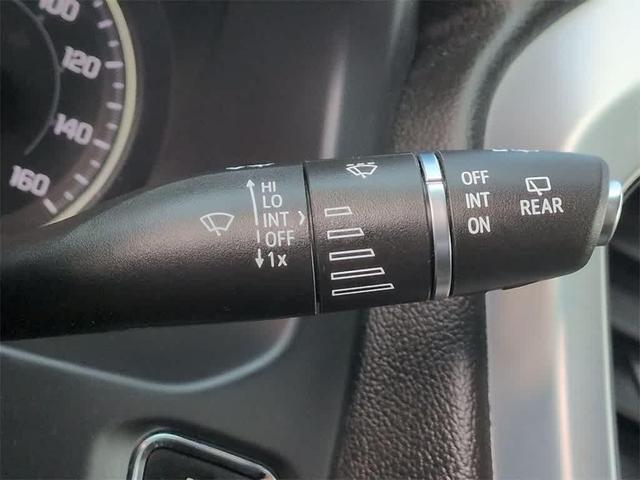 100
120
140
160
HI
LO
INT
OFF
1x
OFF
INT
ON
REAR